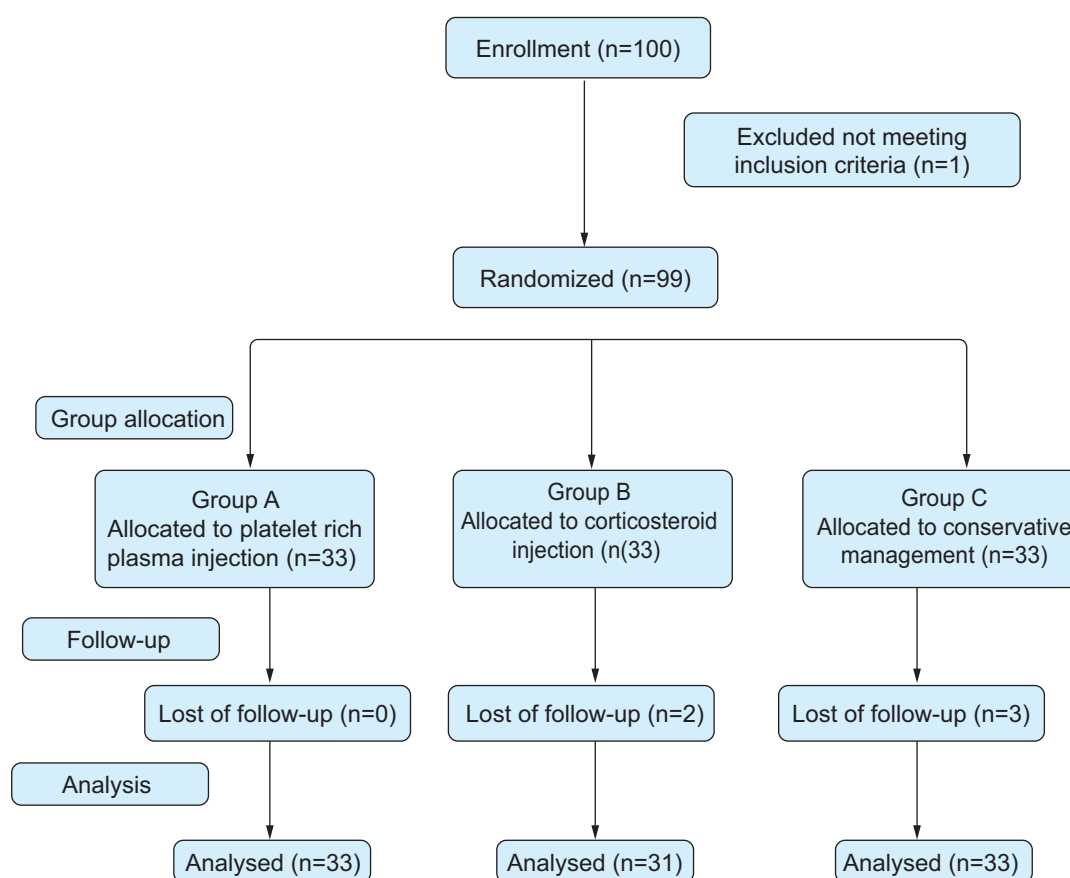 Enrollment (n=100)
Excluded not meeting
inclusion criteria (n=1)
Randomized (n=99)
Group allocation
Group A
Allocated to platelet rich
plasma injection (n=33)
Group B
Allocated to corticosteroid
injection (n(33)
Group C
Allocated to conservative
management (n=33)
Follow-up
Lost of follow-up (n=0)
Lost of follow-up (n=2)
Lost of follow-up (n=3)
Analysis
Analysed (n=33)
Analysed (n=31)
Analysed (n=33)